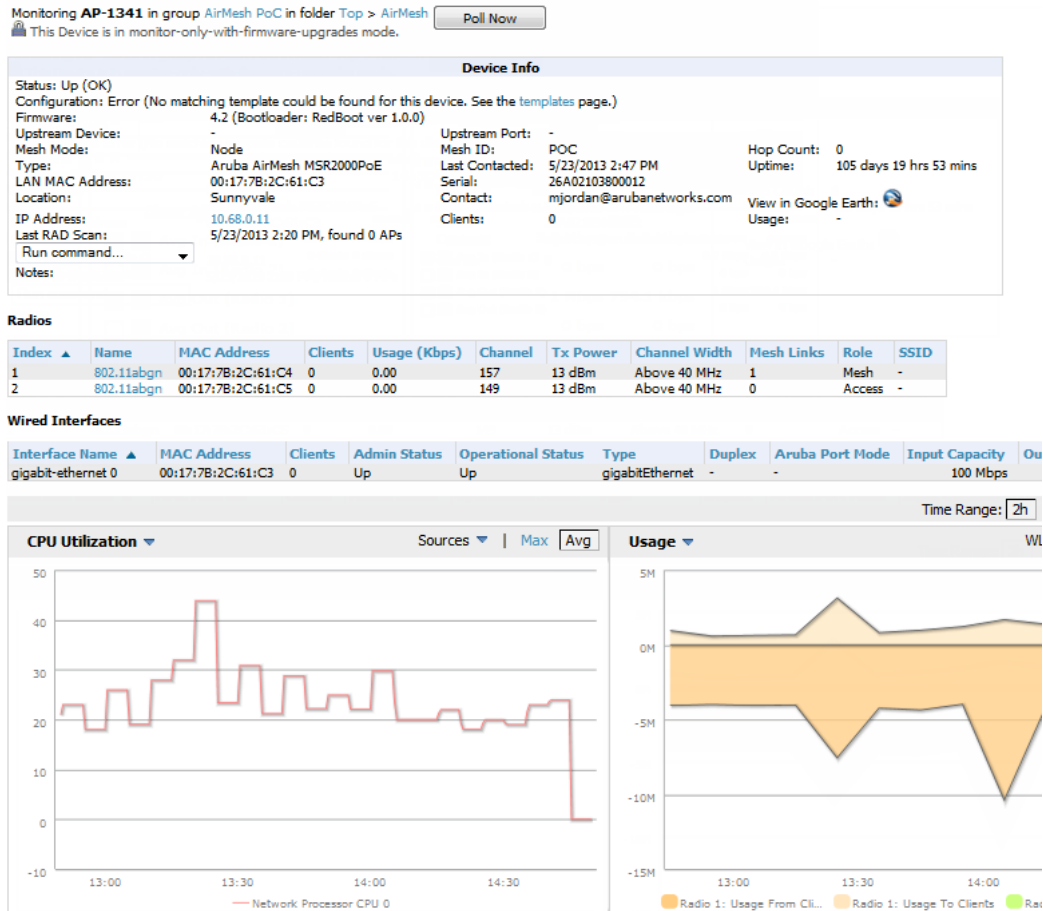 Monitoring AP-1341 in group AirMesh PoC in folder Top > AirMesh Poll Now
This Device is in monitor-only-with-firmware-upgrades mode.
Device Info
Status: Up (OK)
Configuration: Error (No matching template could be found for this device. See the templates page.)
Firmware: 4.2 (Bootloader: RedBoot ver 1.0.0)
Upstream Device: - Upstream Port: -
Mesh Mode: Node Mesh ID: POC Hop Count: 0
Type: Aruba AirMesh MSR2000PoE Last Contacted: 5/23/2013 2:47 PM Uptime: 105 days 19 hrs 53 mins
LAN MAC Address: 00:17:7B:2C:61:C3 Serial: 26A02103800012
Location: Sunnyvale Contact: mjordan@arubanetworks.com View in Google Earth:
IP Address: 10.68.0.11 Clients: 0 Usage: -
Last RAD Scan: 5/23/2013 2:20 PM, found 0 APs
Run command...
Notes:
Radios
Index Name MAC Address Clients Usage (Kbps) Channel Tx Power Channel Width Mesh Links Role SSID
1 802.11abgn 00:17:7B:2C:61:C4 0 0.00 157 13 dBm Above 40 MHz 1 Mesh -
2 802.11abgn 00:17:7B:2C:61:C5 0 0.00 149 13 dBm Above 40 MHz 0 Access -
Wired Interfaces
Interface Name MAC Address Clients Admin Status Operational Status Type Duplex Aruba Port Mode Input Capacity Ou
gigabit-ethernet 0 00:17:7B:2C:61:C3 0 Up Up gigabitEthernet - - 100 Mbps
Time Range: 2h
CPU Utilization Sources | Max Avg
50
40
30
20
10
0
-10
13:00 13:30 14:00 14:30
Network Processor CPU 0
Usage WL
5M
0M
-5M
-10M
-15M
13:00 13:30 14:00
Radio 1: Usage From Cli... Radio 1: Usage To Clients Rad